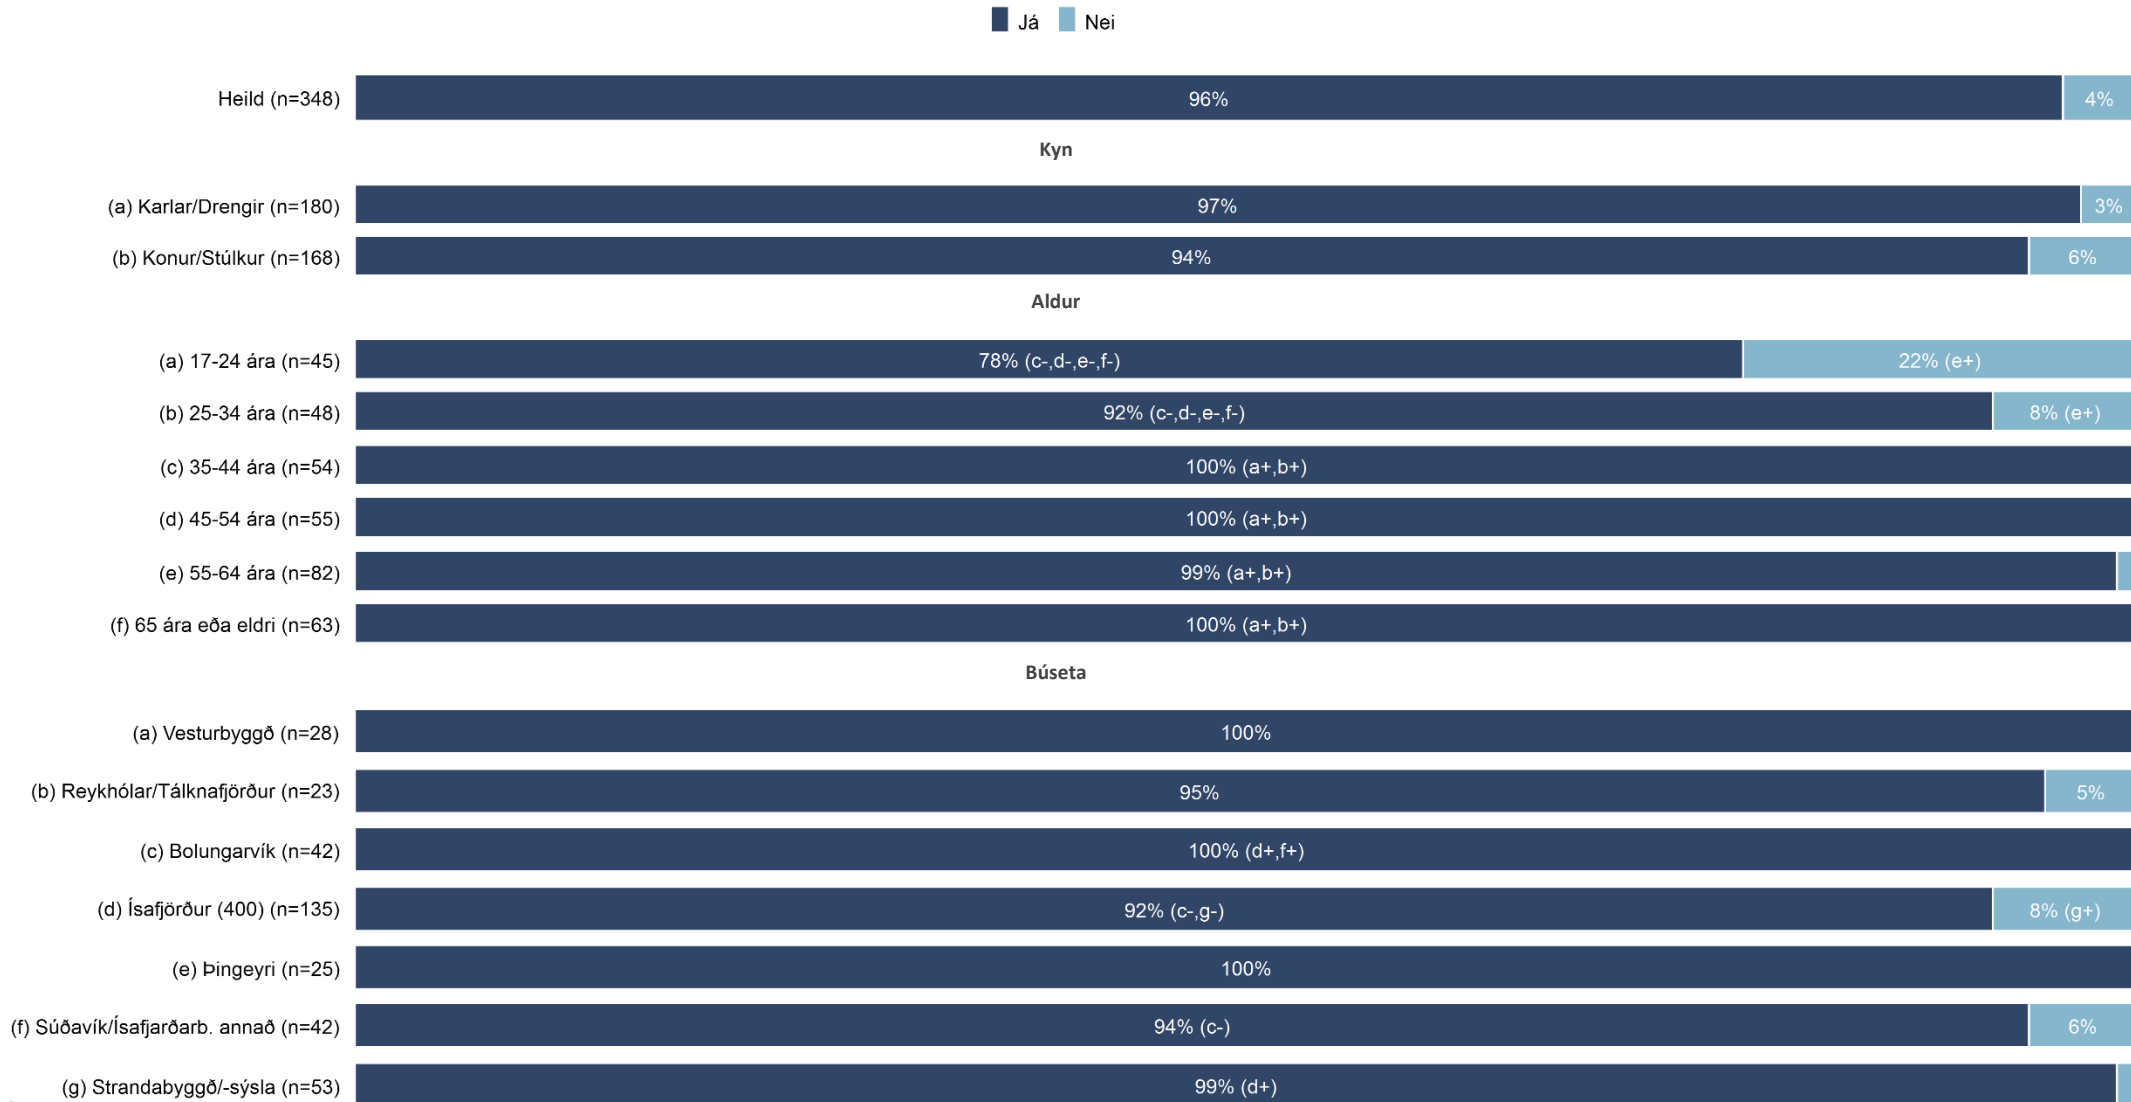 Já Nei
Heild (n=348) 96% 4%
Kyn
(a) Karlar/Drengir (n=180) 97% 3%
(b) Konur/Stúlkur (n=168) 94% 6%
Aldur
(a) 17-24 ára (n=45) 78% (c-,d-,e-,f-) 22% (e+)
(b) 25-34 ára (n=48) 92% (c-,d-,e-,f-) 8% (e+)
(c) 35-44 ára (n=54) 100% (a+,b+)
(d) 45-54 ára (n=55) 100% (a+,b+)
(e) 55-64 ára (n=82) 99% (a+,b+)
(f) 65 ára eða eldri (n=63) 100% (a+,b+)
Búseta
(a) Vesturbyggð (n=28) 100%
(b) Reykhólar/Tálknafjörður (n=23) 95% 5%
(c) Bolungarvík (n=42) 100% (d+,f+)
(d) Ísafjörður (400) (n=135) 92% (c-,g-) 8% (g+)
(e) Þingeyri (n=25) 100%
(f) Súðavík/Ísafjarðarb. annað (n=42) 94% (c-) 6%
(g) Strandabyggð/-sýsla (n=53) 99% (d+)